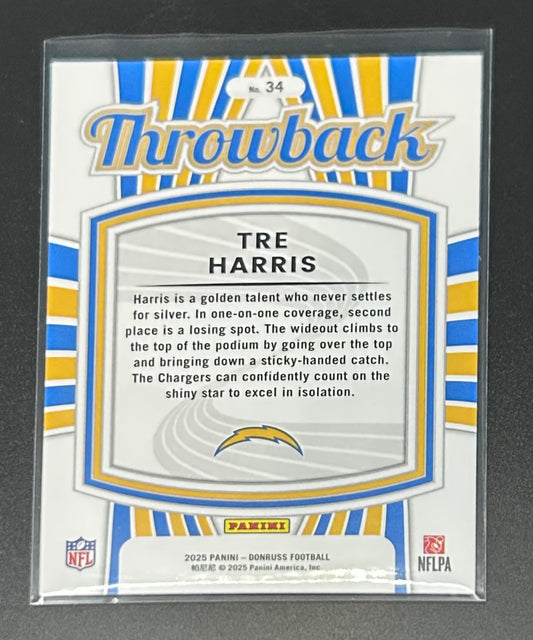 No. 34
Throwback
TRE
HARRIS
Harris is a golden talent who never settles
for silver. In one-on-one coverage, second
place is a losing spot. The wideout climbs to
the top of the podium by going over the top
and bringing down a sticky-handed catch.
The Chargers can confidently count on the
shiny star to excel in isolation.
PANINI
NFL
2025 PANINI – DONRUSS FOOTBALL
帕尼尼 © 2025 Panini America, Inc.
NFLPA